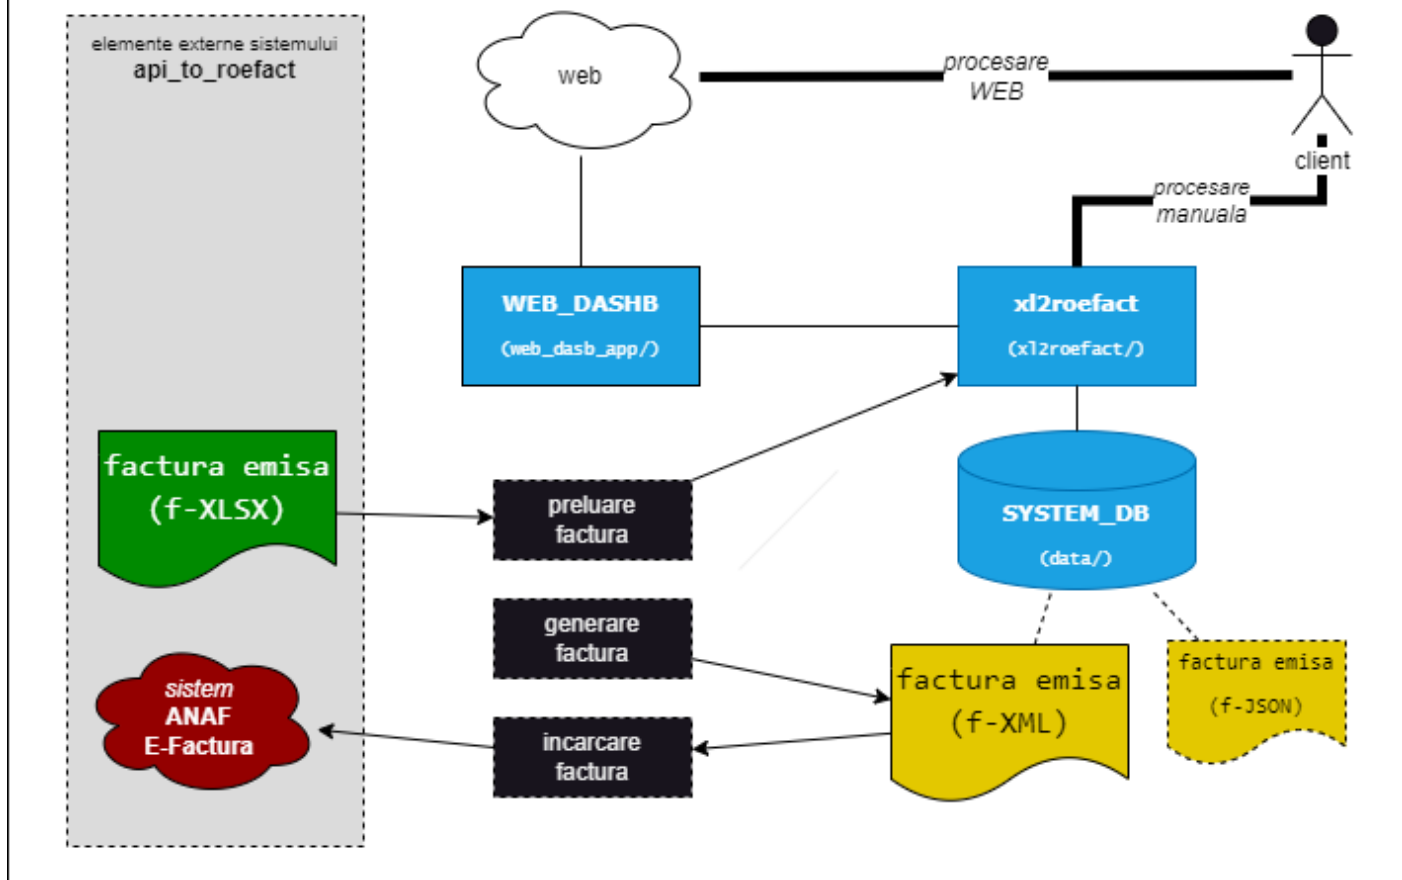 elemente externe sistemului
api_to_roefact
web
procesare
WEB
client
procesare
manuala
WEB_DASHB
(web_dasb_app/)
xl2roefact
(xl2roefact/)
factura emisa
(f-XLSX)
preluare
factura
SYSTEM_DB
(data/)
generare
factura
factura emisa
(f-XML)
factura emisa
(f-JSON)
sistem
ANAF
E-Factura
incarcare
factura